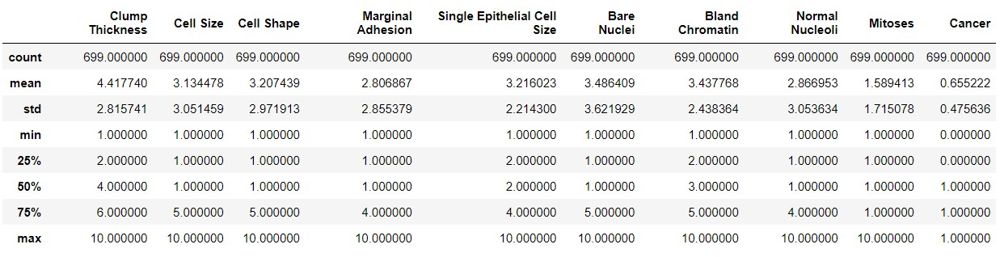 Clump Thickness Cell Size Cell Shape Marginal Adhesion Single Epithelial Cell Size Bare Nuclei Bland Chromatin Normal Nucleoli Mitoses Cancer
count 699.000000 699.000000 699.000000 699.000000 699.000000 699.000000 699.000000 699.000000 699.000000 699.000000
mean 4.417740 3.134478 3.207439 2.806867 3.216023 3.486409 3.437768 2.866953 1.589413 0.655222
std 2.815741 3.051459 2.971913 2.855379 2.214300 3.621929 2.438364 3.053634 1.715078 0.475636
min 1.000000 1.000000 1.000000 1.000000 1.000000 1.000000 1.000000 1.000000 1.000000 0.000000
25% 2.000000 1.000000 1.000000 1.000000 2.000000 1.000000 2.000000 1.000000 1.000000 0.000000
50% 4.000000 1.000000 1.000000 1.000000 2.000000 1.000000 3.000000 1.000000 1.000000 1.000000
75% 6.000000 5.000000 5.000000 4.000000 4.000000 5.000000 5.000000 4.000000 1.000000 1.000000
max 10.000000 10.000000 10.000000 10.000000 10.000000 10.000000 10.000000 10.000000 10.000000 1.000000